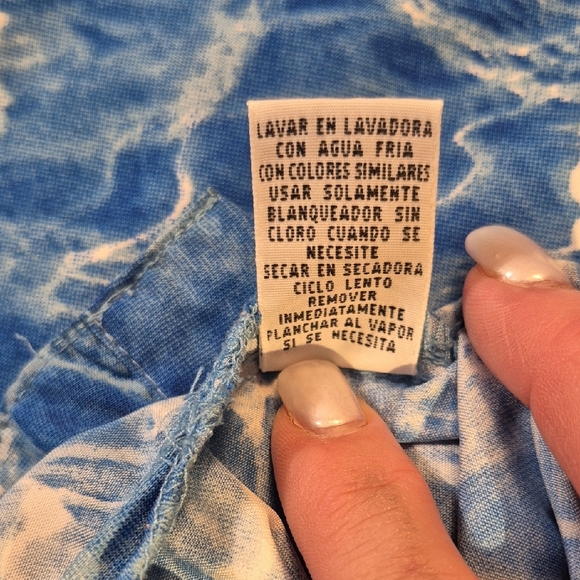 LAVAR EN LAVADORA
CON AGUA FRIA
CON COLORES SIMILARES
USAR SOLAMENTE
BLANQUEADOR SIN
CLORO CUANDO SE
NECESITE
SECAR EN SECADORA
CICLO LENTO
REMOVER
INMEDIATAMENTE
PLANCHAR AL VAPOR
SI SE NECESITA